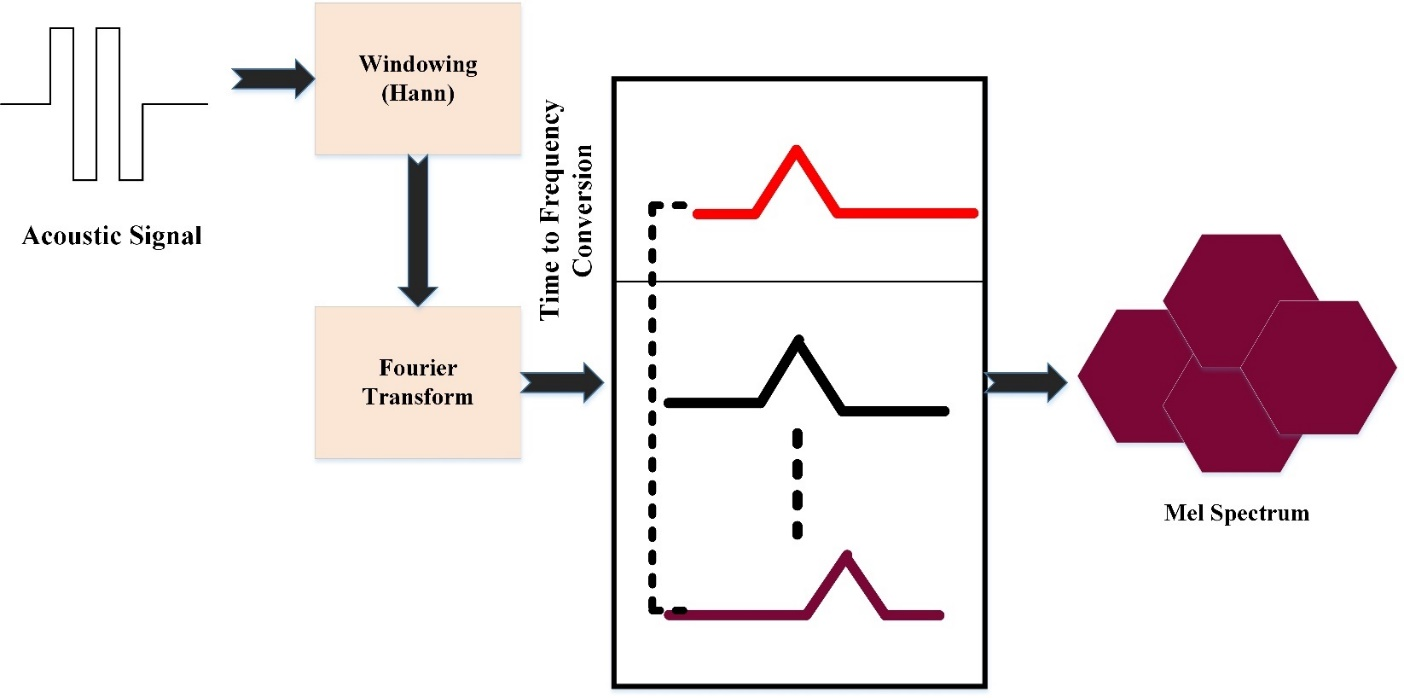 Acoustic Signal
Windowing
(Hann)
Fourier
Transform
Time to Frequency
Conversion
Mel Spectrum